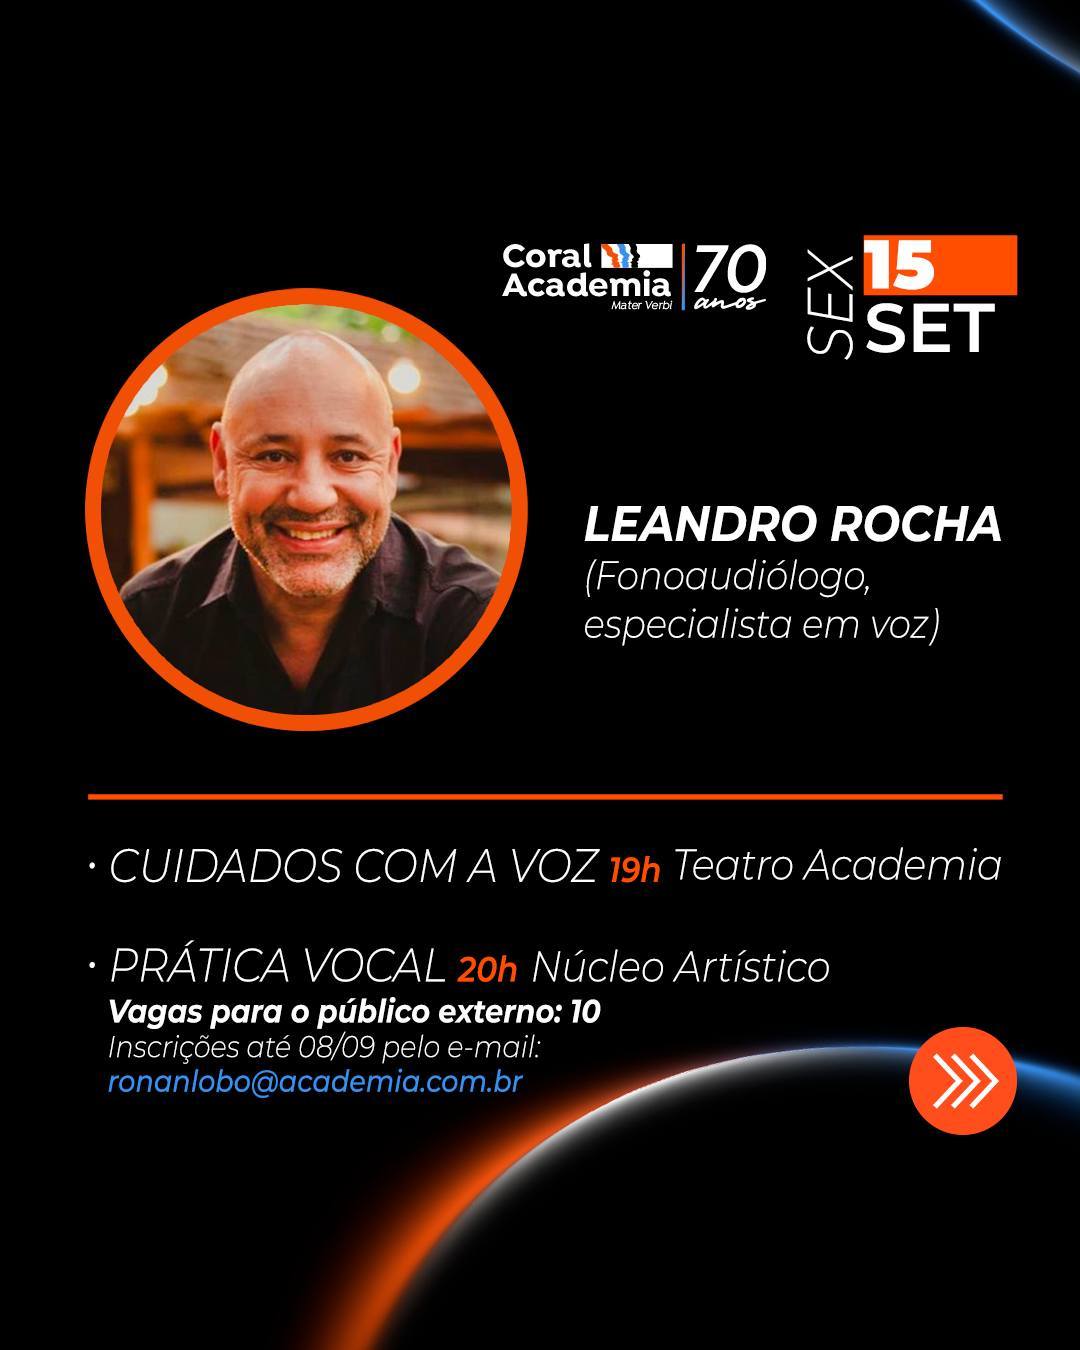 Coral
Academia
Mater Verbi
70
anos
SEX
15
SET
LEANDRO ROCHA
(Fonoaudiólogo,
especialista em voz)
· CUIDADOS COM A VOZ 19h Teatro Academia
· PRÁTICA VOCAL 20h Núcleo Artístico
Vagas para o público externo: 10
Inscrições até 08/09 pelo e-mail:
ronanlobo@academia.com.br